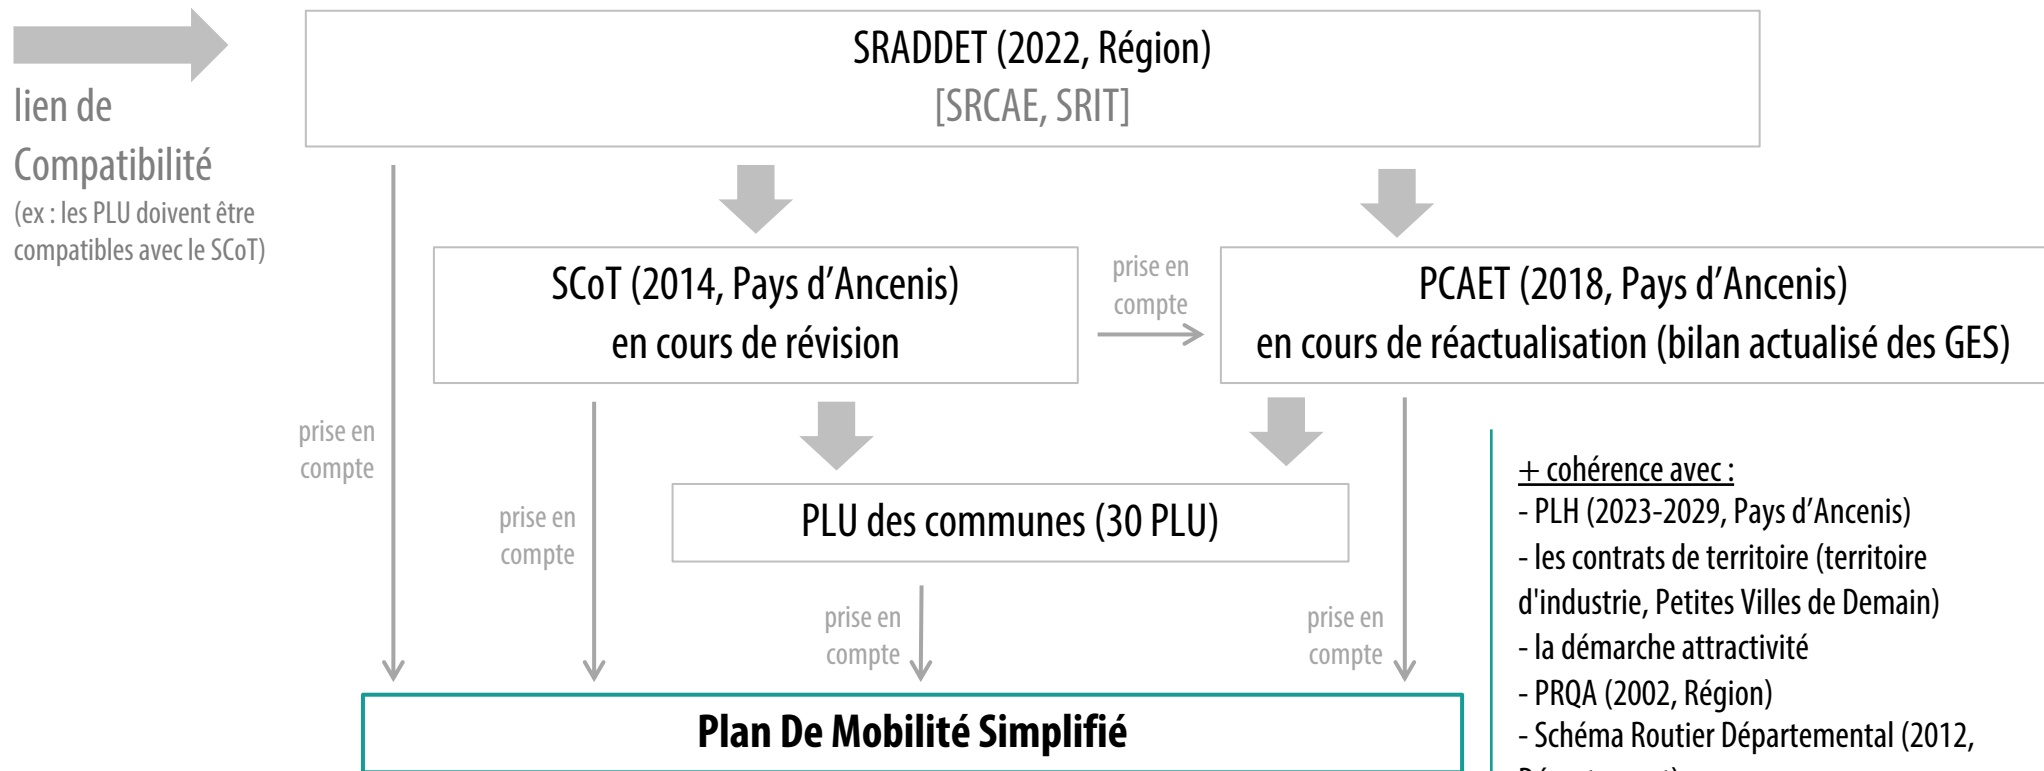 SRADDET (2022, Région)
[SRCAE, SRIT]
lien de
Compatibilité
(ex : les PLU doivent être
compatibles avec le SCoT)
SCoT (2014, Pays d’Ancenis)
en cours de révision
prise en
compte
PCAET (2018, Pays d’Ancenis)
en cours de réactualisation (bilan actualisé des GES)
prise en
compte
prise en
compte
PLU des communes (30 PLU)
prise en
compte
prise en
compte
Plan De Mobilité Simplifié
+ cohérence avec :
- PLH (2023-2029, Pays d’Ancenis)
- les contrats de territoire (territoire
d'industrie, Petites Villes de Demain)
- la démarche attractivité
- PRQA (2002, Région)
- Schéma Routier Départemental (2012,